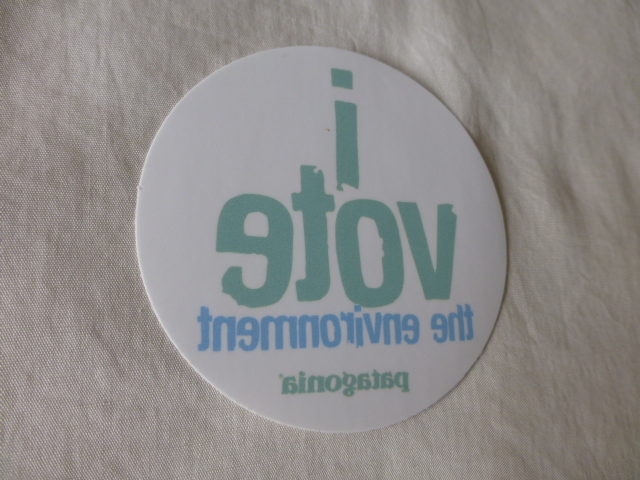 i
vote
the environment
patagonia®